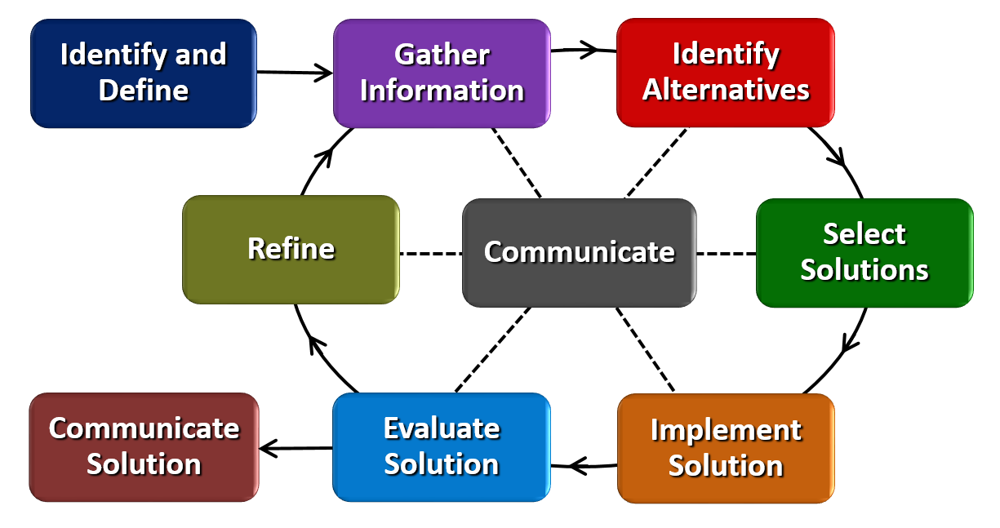 Identify and
Define
Gather
Information
Identify
Alternatives
Refine
Communicate
Select
Solutions
Communicate
Solution
Evaluate
Solution
Implement
Solution